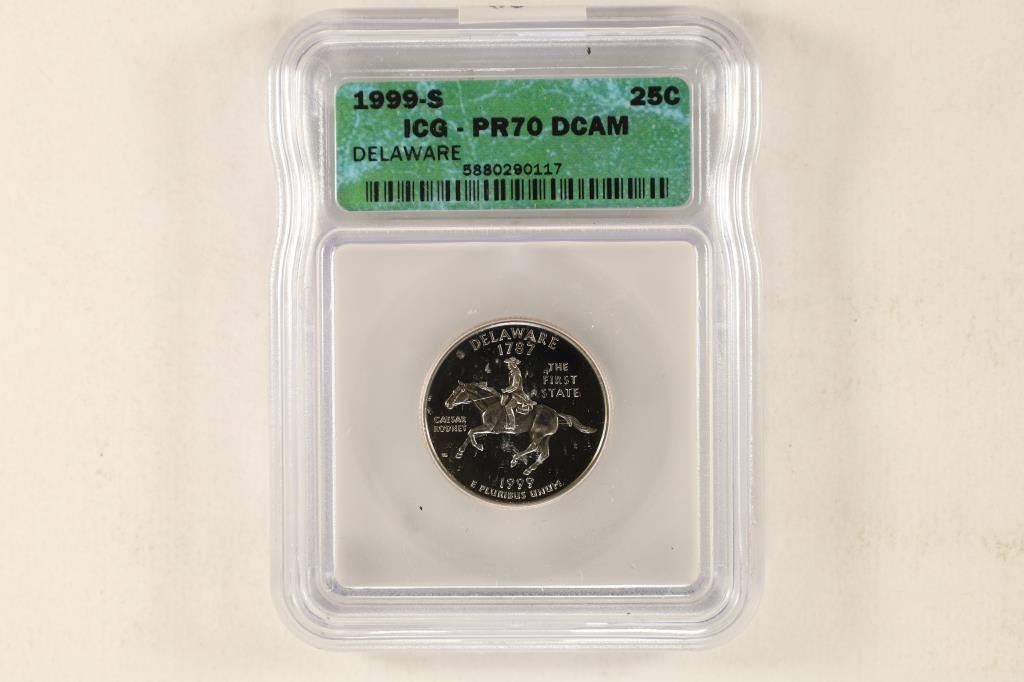 1999-S 25C
ICG - PR70 DCAM
DELAWARE
5880290117
DELAWARE
1787
THE
FIRST
STATE
CAESAR
RODNEY
1999
E PLURIBUS UNUM